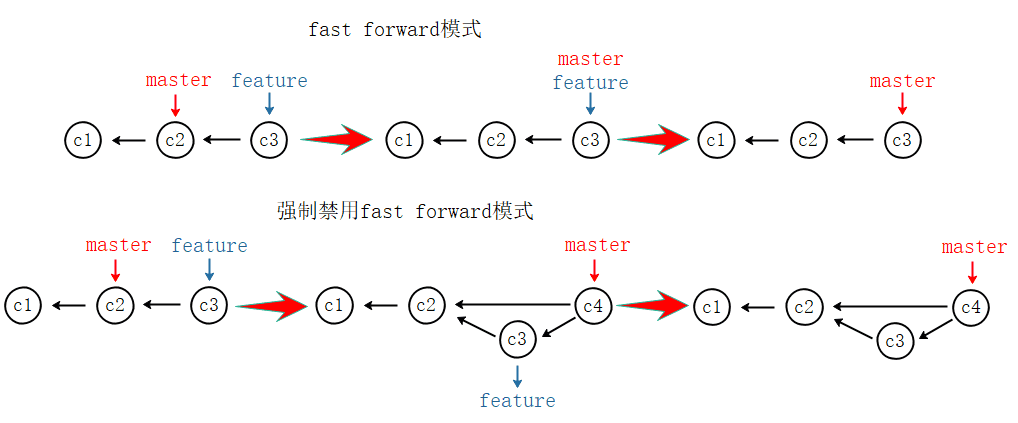 fast forward模式
master
master feature feature master
c1 c2 c3 c1 c2 c3 c1 c2 c3
强制禁用fast forward模式
master feature master master
c1 c2 c3 c1 c2 c4 c1 c2 c4
c3 c3
feature